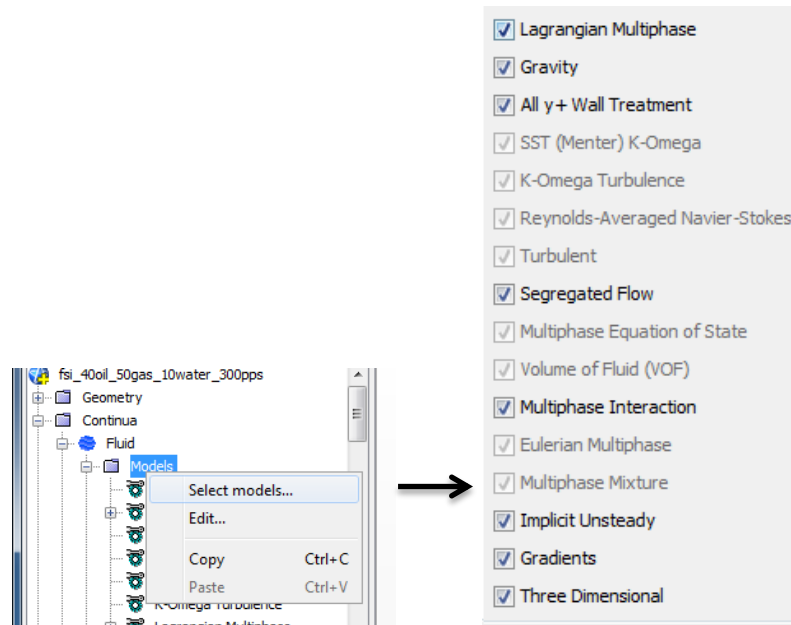 Lagrangian Multiphase
Gravity
All y+ Wall Treatment
SST (Menter) K-Omega
K-Omega Turbulence
Reynolds-Averaged Navier-Stokes
Turbulent
Segregated Flow
Multiphase Equation of State
Volume of Fluid (VOF)
Multiphase Interaction
Eulerian Multiphase
Multiphase Mixture
Implicit Unsteady
Gradients
Three Dimensional
fsi_40oil_50gas_10water_300pps
Geometry
Continua
Fluid
Models
Select models...
Edit...
Copy Ctrl+C
Paste Ctrl+V
K-Omega Turbulence
Lagrangian Multiphase